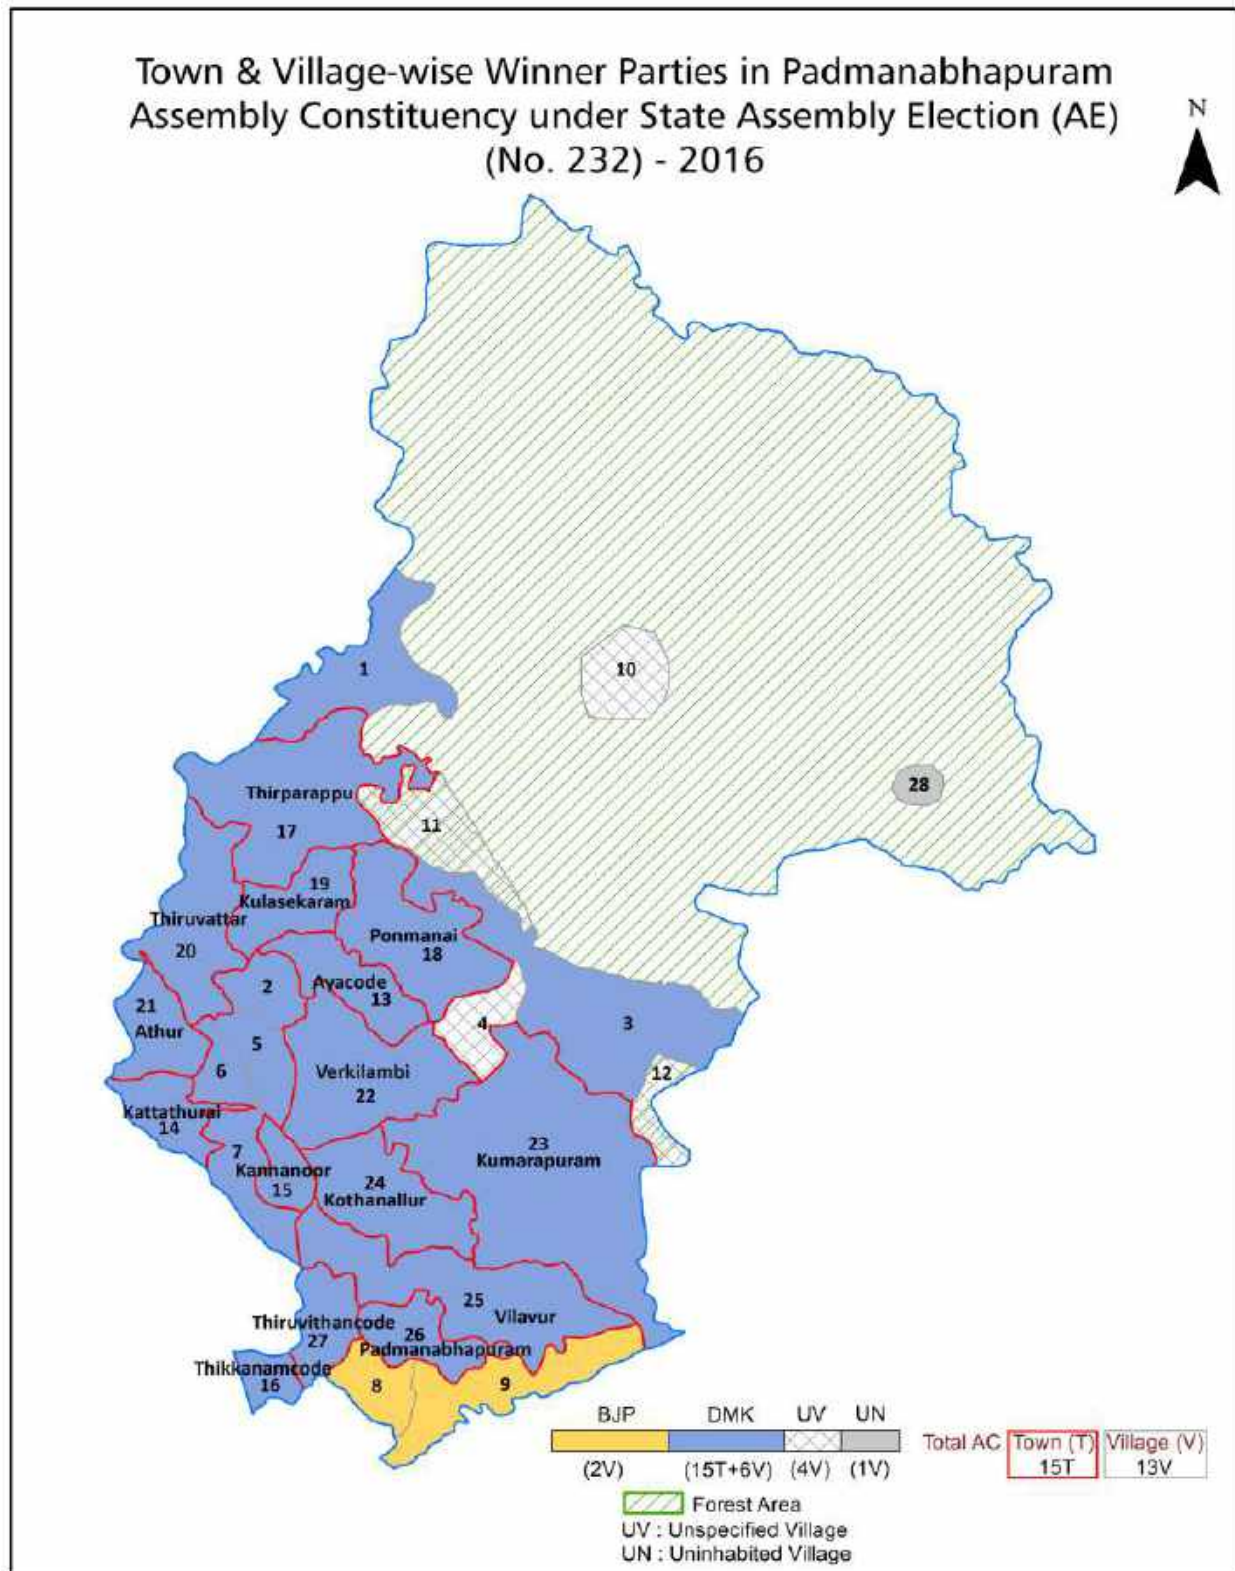 Town & Village-wise Winner Parties in Padmanabhapuram
Assembly Constituency under State Assembly Election (AE)
(No. 232) - 2016
N
10
1
28
Thirparappu
11
17
19
Kulasekaram
Thiruvattar
Ponmanai
20
18
2
Ayacode
13
21
4
3
Athur
5
6
Verkilambi
12
22
Kattathurai
14
23
7
Kumarapuram
Kannanoor
24
15
Kothanallur
25
Vilavur
Thiruvithancode
26
27
Padmanabhapuram
Thikkanamcode
16
8
9
BJP DMK UV UN
Total AC Town (T) Village (V)
(2V) (15T+6V) (4V) (1V) 15T 13V
Forest Area
UV : Unspecified Village
UN : Uninhabited Village